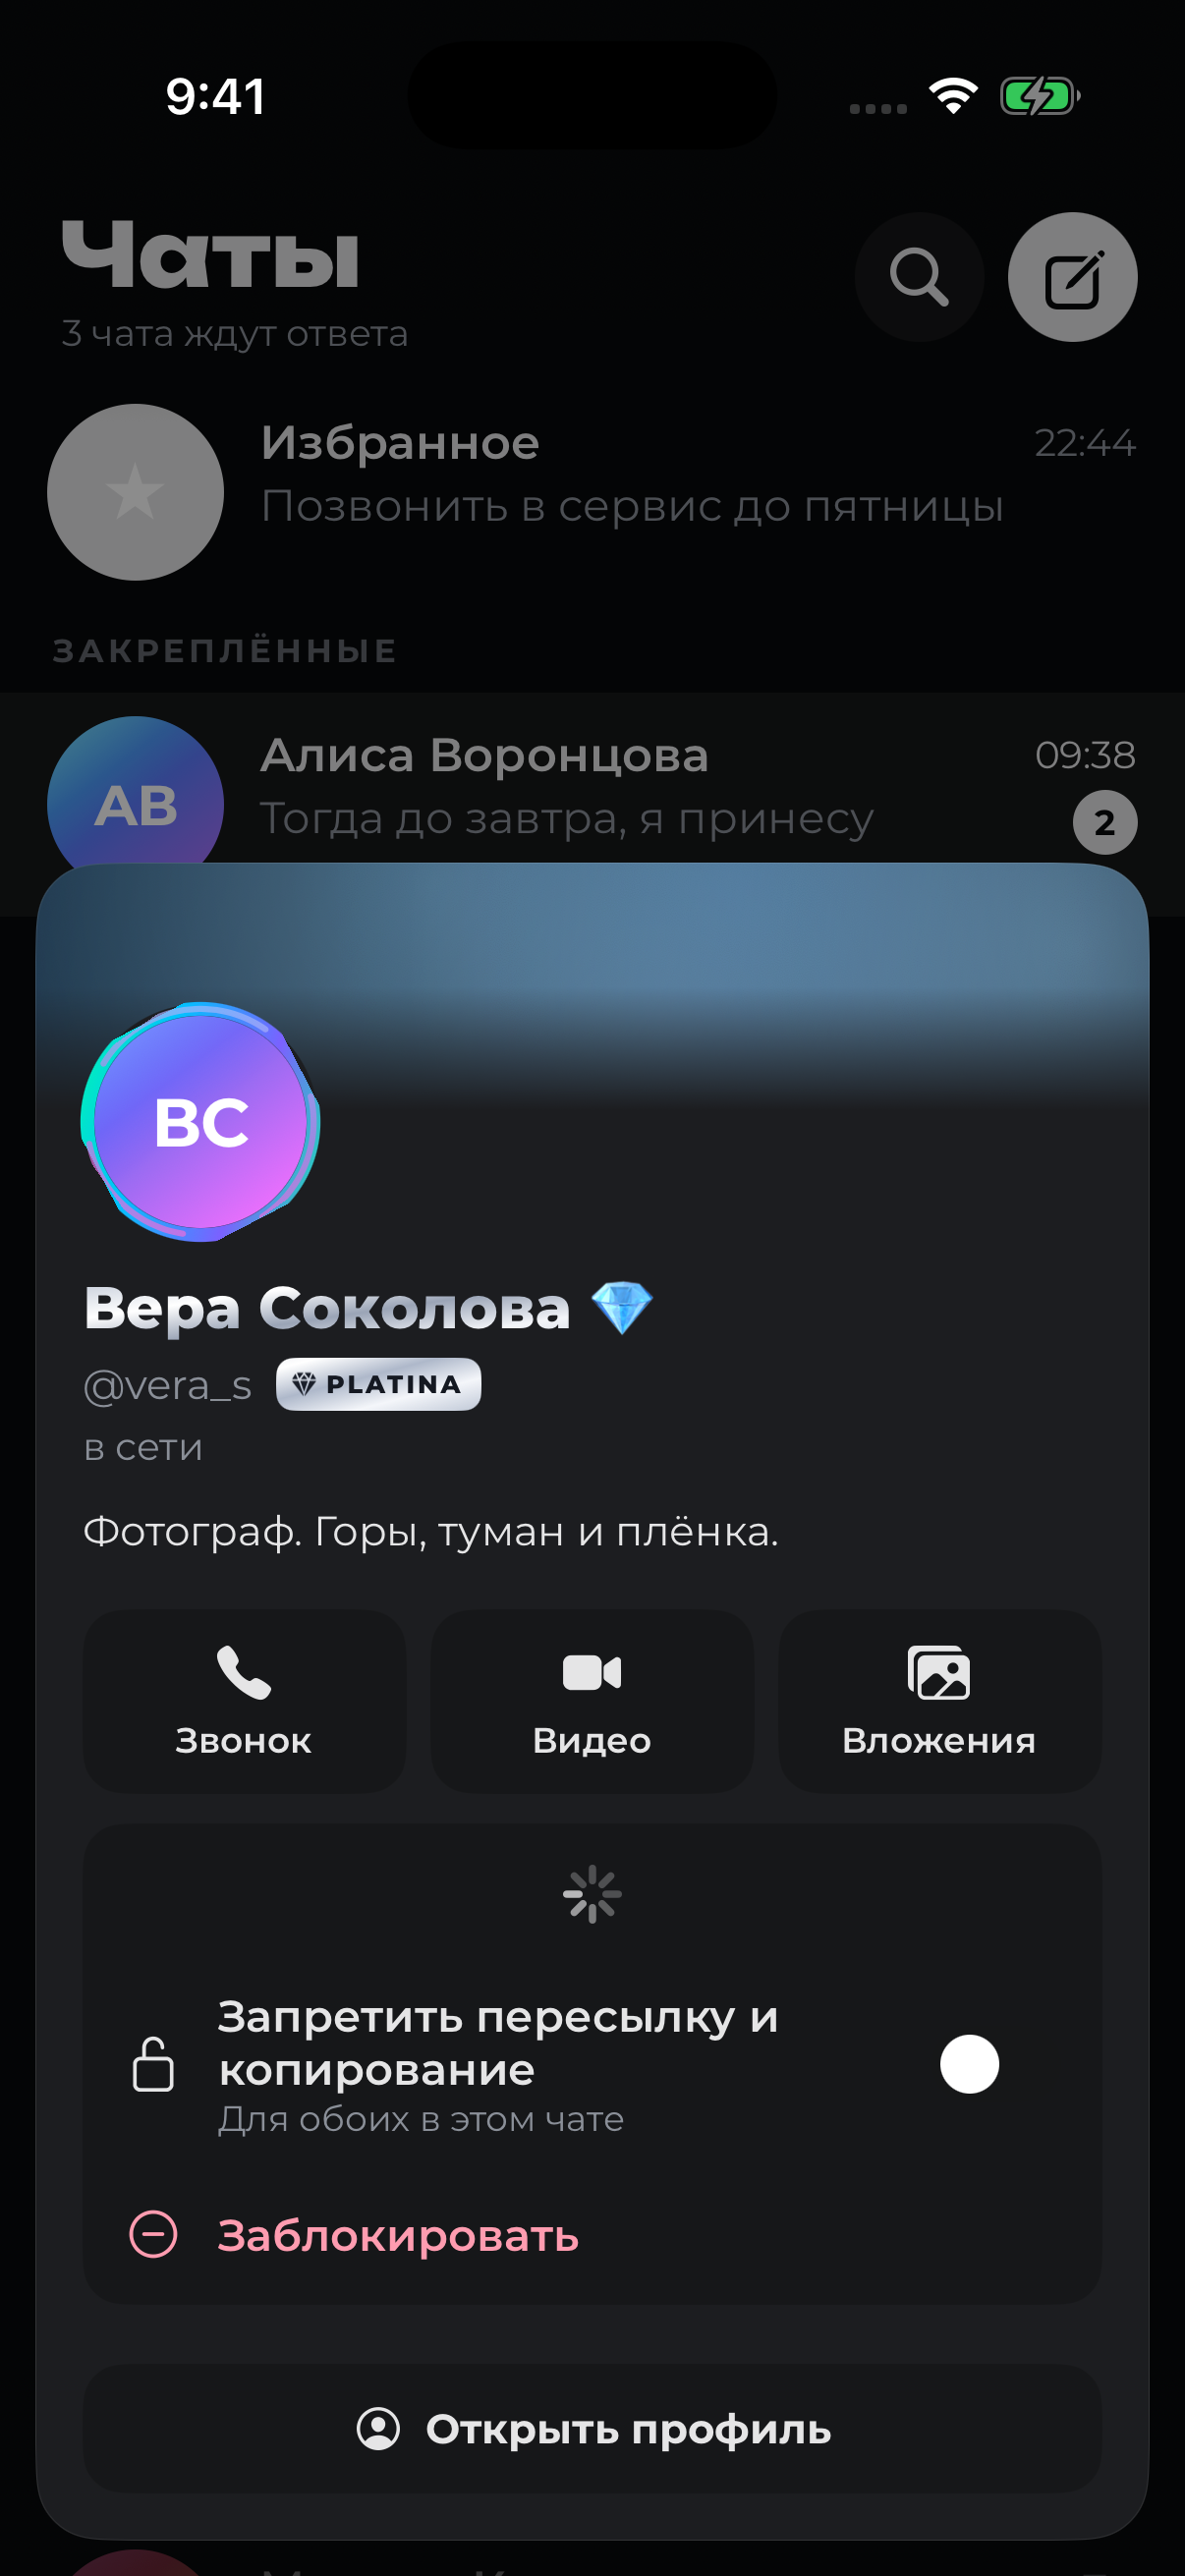 9:41
Чаты
3 чата ждут ответа
Избранное
22:44
Позвонить в сервис до пятницы
ЗАКРЕПЛЁННЫЕ
АВ
Алиса Воронцова
09:38
Тогда до завтра, я принесу
2
ВС
Вера Соколова
@vera_s
PLATINA
в сети
Фотограф. Горы, туман и плёнка.
Звонок
Видео
Вложения
Запретить пересылку и
копирование
Для обоих в этом чате
Заблокировать
Открыть профиль